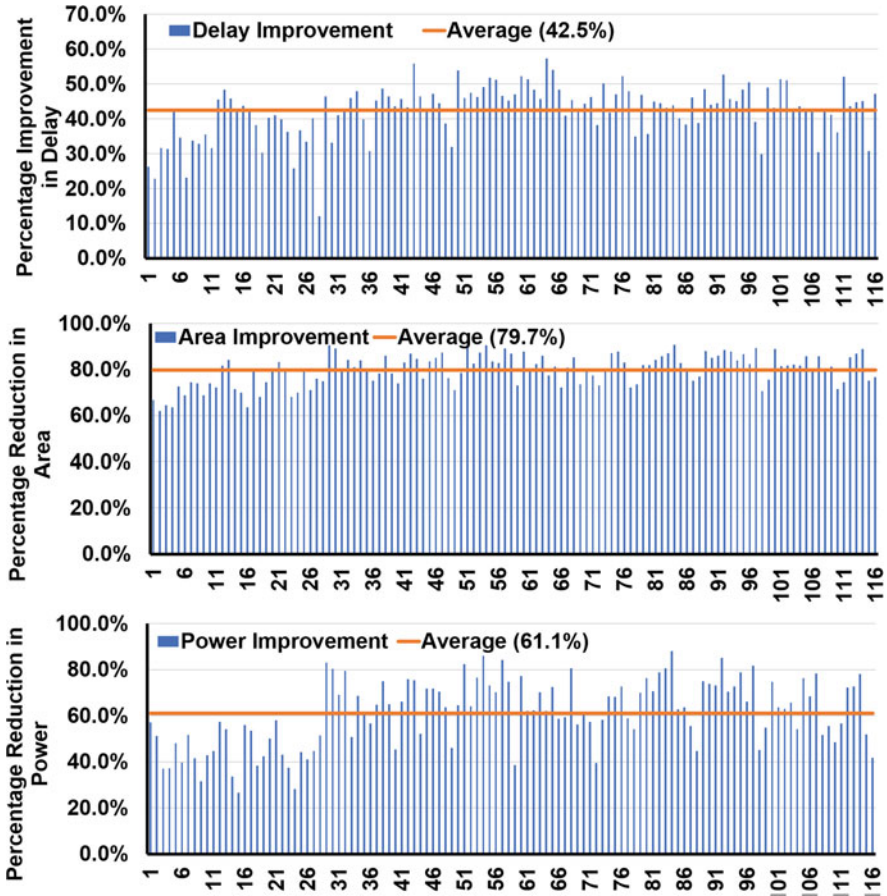 70.0%
60.0%
50.0%
40.0%
30.0%
20.0%
10.0%
0.0%
Percentage Improvement
in Delay
Delay Improvement Average (42.5%)
1 6 11 16 21 26 31 36 41 46 51 56 61 66 71 76 81 86 91 96 101 106 111 116
100.0%
80.0%
60.0%
40.0%
20.0%
0.0%
Percentage Reduction in
Area
Area Improvement Average (79.7%)
1 6 11 16 21 26 31 36 41 46 51 56 61 66 71 76 81 86 91 96 101 106 111 116
100.0%
80.0%
60.0%
40.0%
20.0%
0.0%
Percentage Reduction in
Power
Power Improvement Average (61.1%)
1 6 11 16 21 26 31 36 41 46 51 56 61 66 71 76 81 86 91 96 101 106 111 116